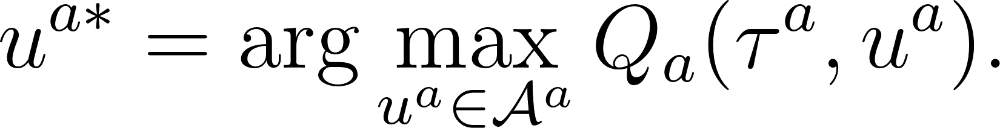 u^{a*} = \arg\max_{u^a \in \mathcal{A}^a} Q_a(\tau^a, u^a).